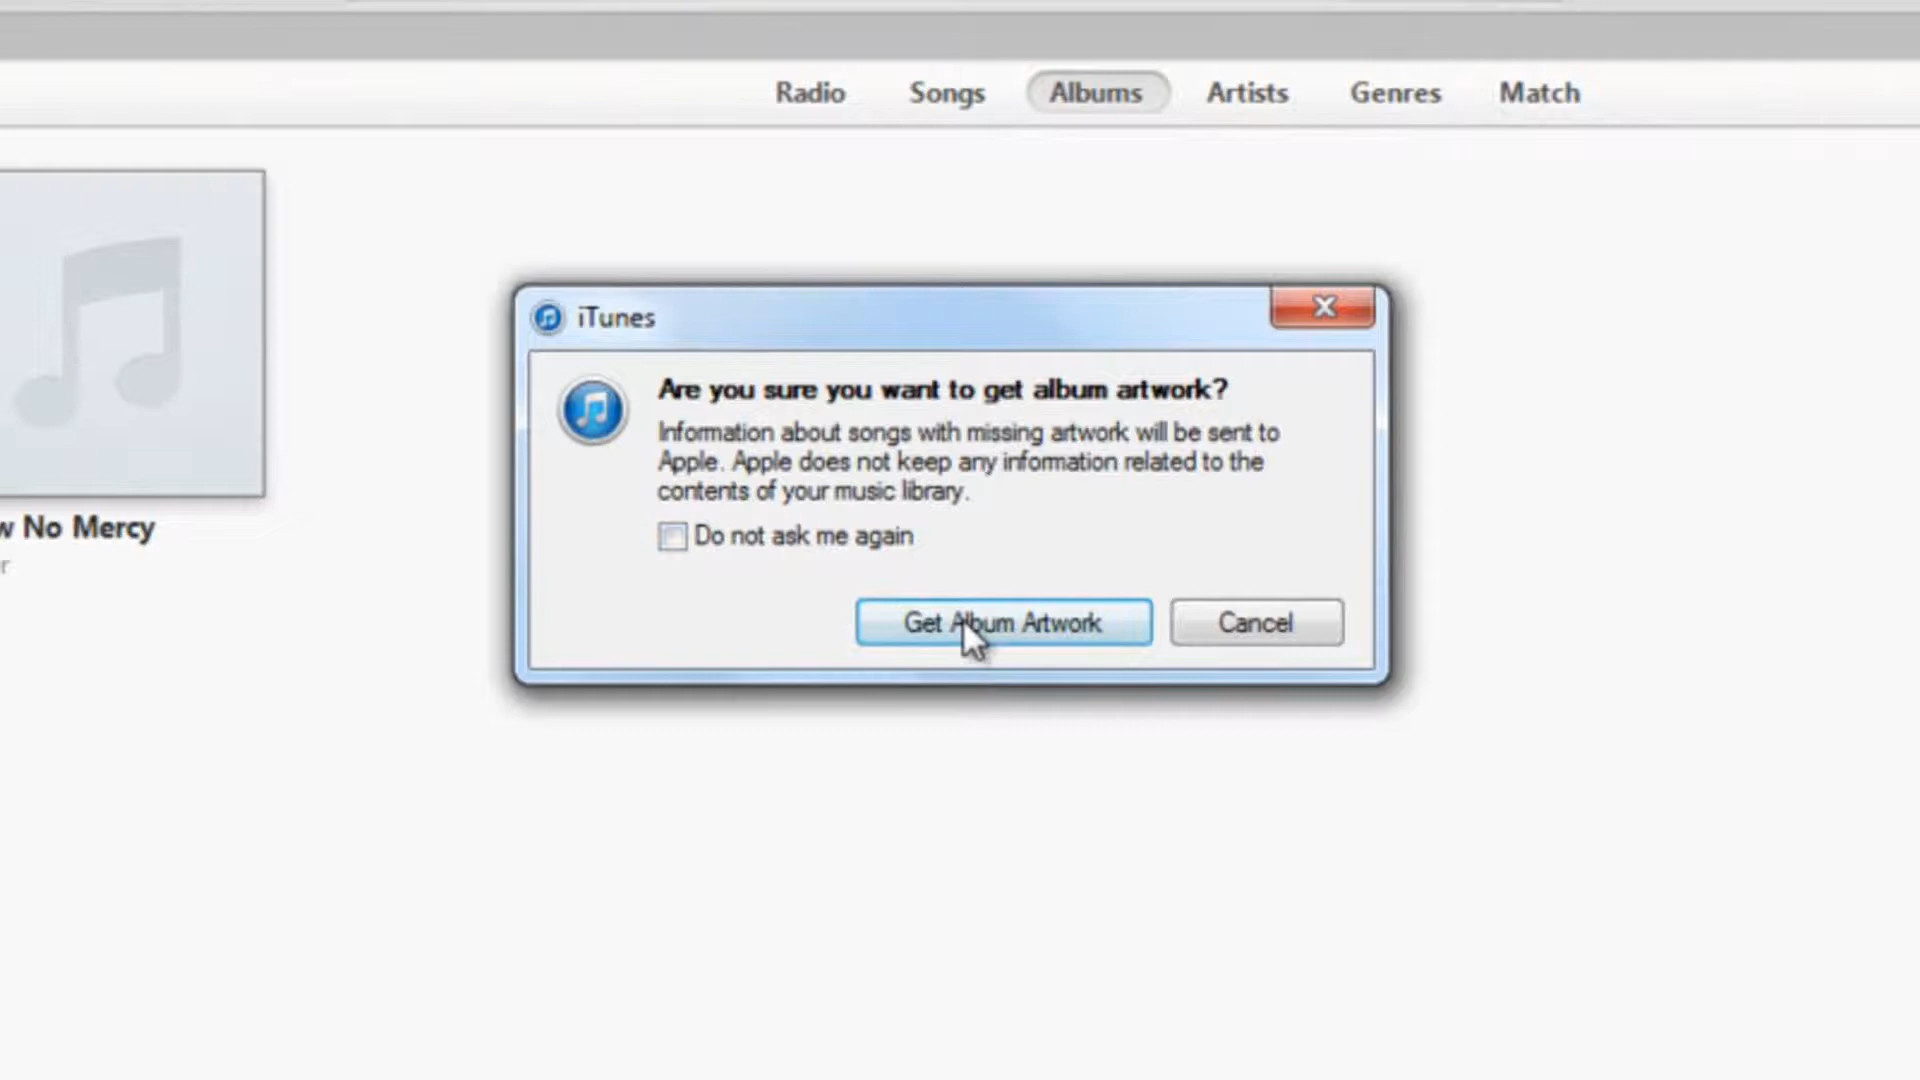 Radio Songs Albums Artists Genres Match
iTunes
Are you sure you want to get album artwork?
Information about songs with missing artwork will be sent to
Apple. Apple does not keep any information related to the
contents of your music library.
Do not ask me again
Get Album Artwork Cancel
w No Mercy
r